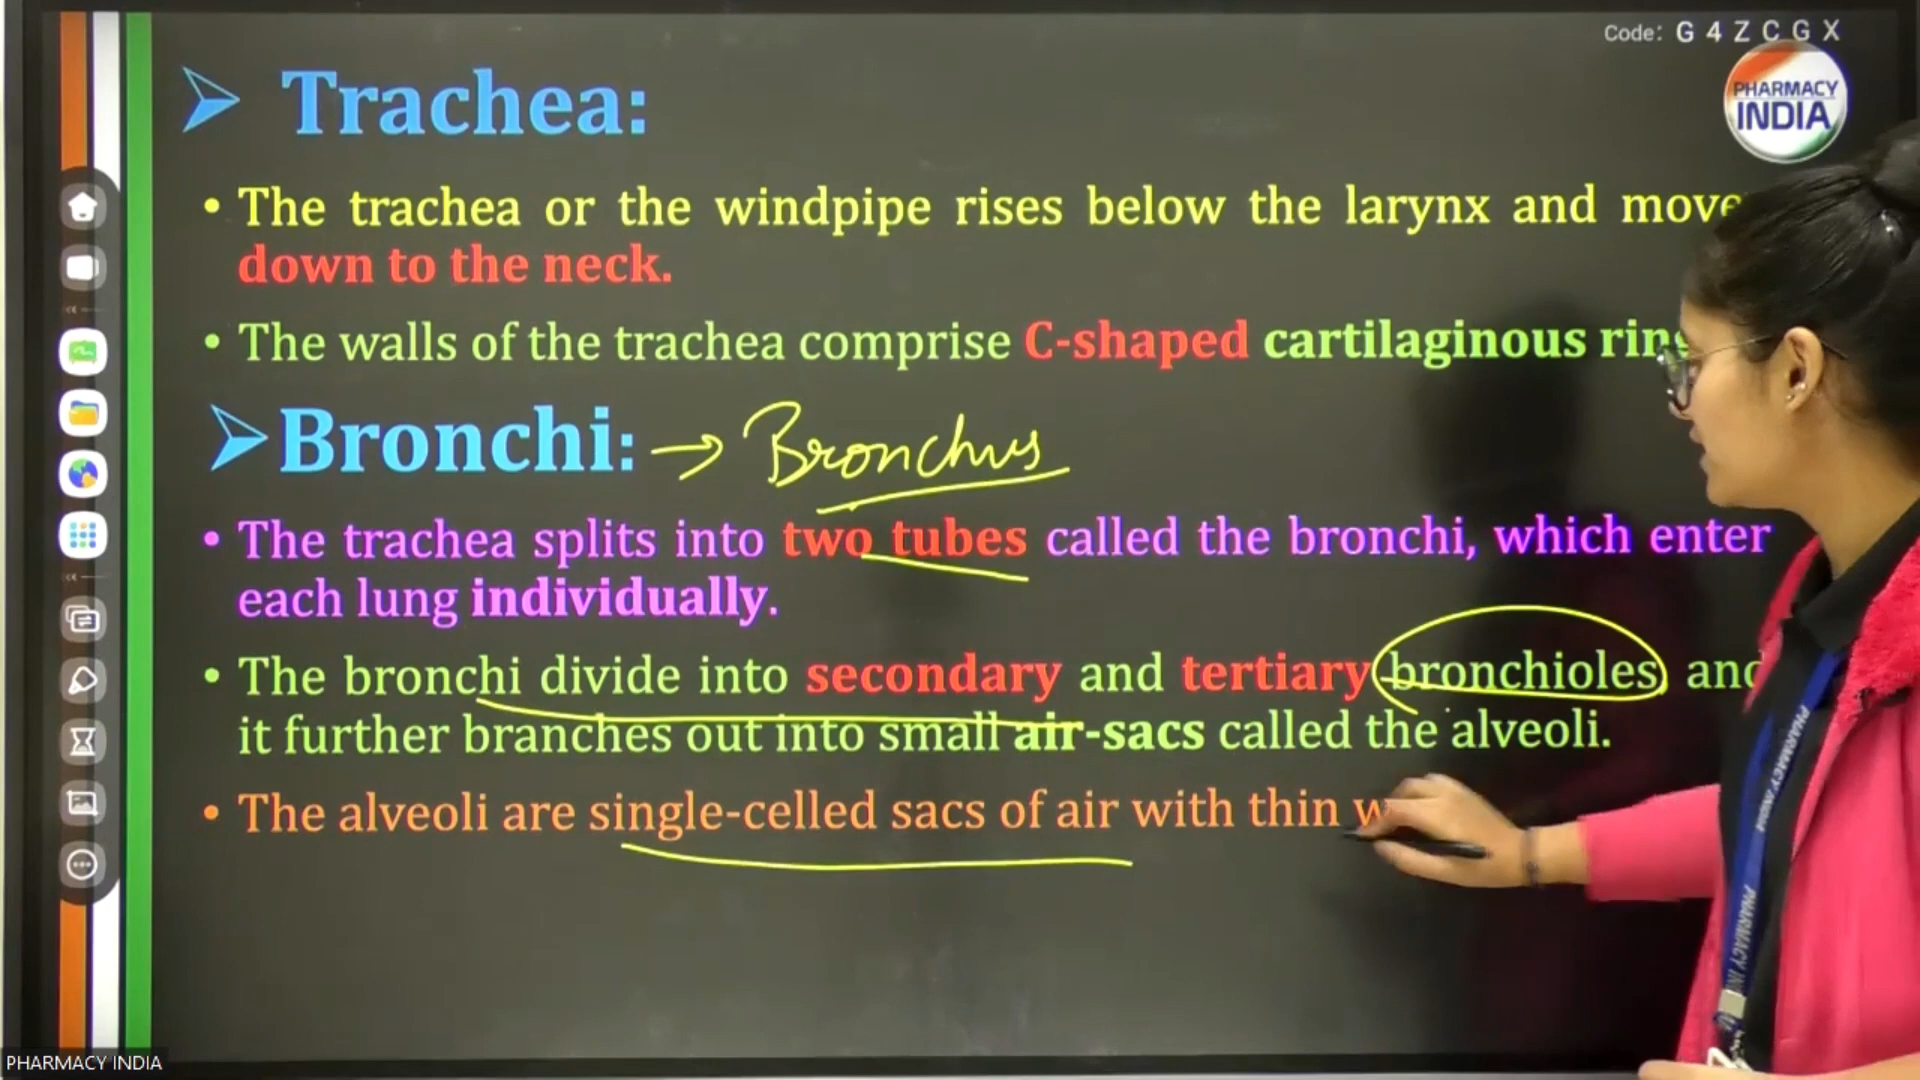 Code: G 4 Z C G X
PHARMACY
INDIA
Trachea:
• The trachea or the windpipe rises below the larynx and move
down to the neck.
• The walls of the trachea comprise C-shaped cartilaginous rin
Bronchi: → Bronchus
• The trachea splits into two tubes called the bronchi, which enter
each lung individually.
• The bronchi divide into secondary and tertiary bronchioles and
it further branches out into small air-sacs called the alveoli.
• The alveoli are single-celled sacs of air with thin
PHARMACY INDIA
PHARMACY IN
PHARMACY INDIA